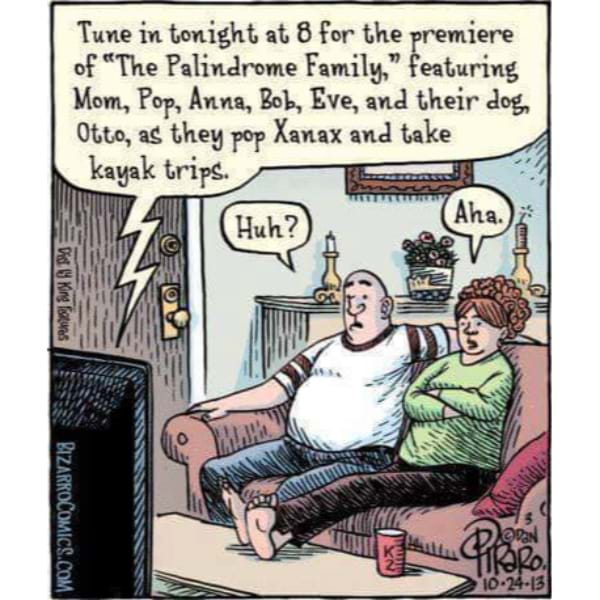 Tune in tonight at 8 for the premiere
of "The Palindrome Family," featuring
Mom, Pop, Anna, Bob, Eve, and their dog,
Otto, as they pop Xanax and take
kayak trips.
Huh?
Aha.
Dist. by King Features
BIZARROCOMICS.COM
K
2
3
©DAN
PIRARO.
10·24·13